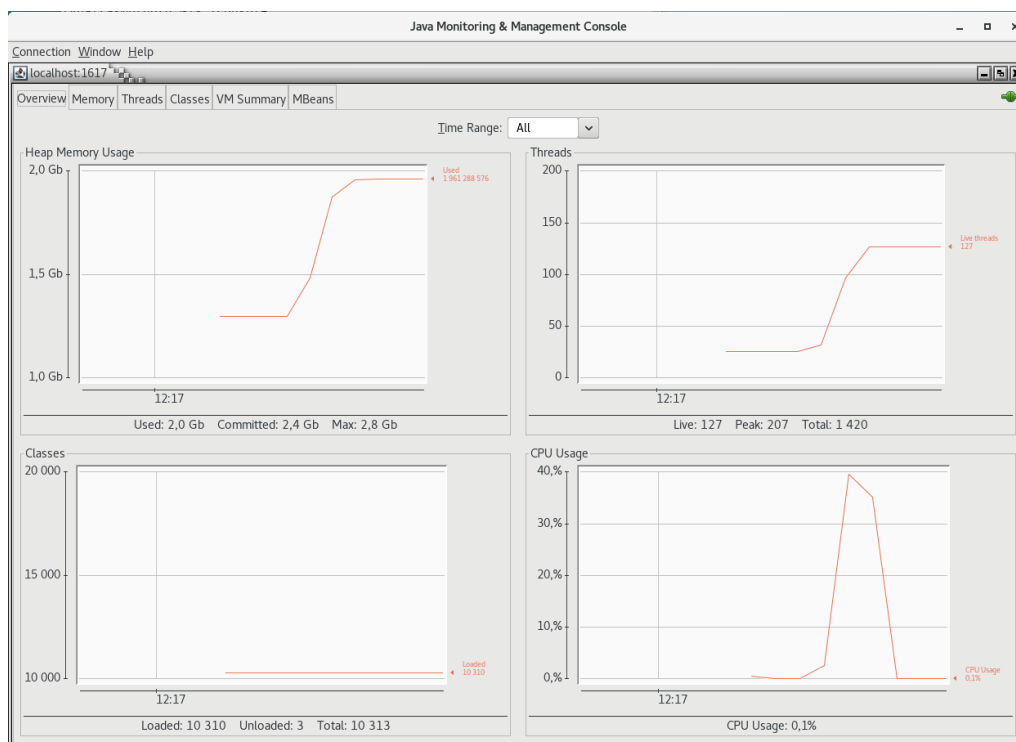 Java Monitoring & Management Console
Connection Window Help
localhost:1617
Overview Memory Threads Classes VM Summary MBeans
Time Range: All
Heap Memory Usage
2,0 Gb
1,5 Gb
1,0 Gb
Used
1 961 288 576
12:17
Used: 2,0 Gb Committed: 2,4 Gb Max: 2,8 Gb
Threads
200
150
100
50
0
Live threads
127
12:17
Live: 127 Peak: 207 Total: 1 420
Classes
20 000
15 000
10 000
Loaded
10 310
12:17
Loaded: 10 310 Unloaded: 3 Total: 10 313
CPU Usage
40,%
30,%
20,%
10,%
0,%
CPU Usage
0,1%
12:17
CPU Usage: 0,1%